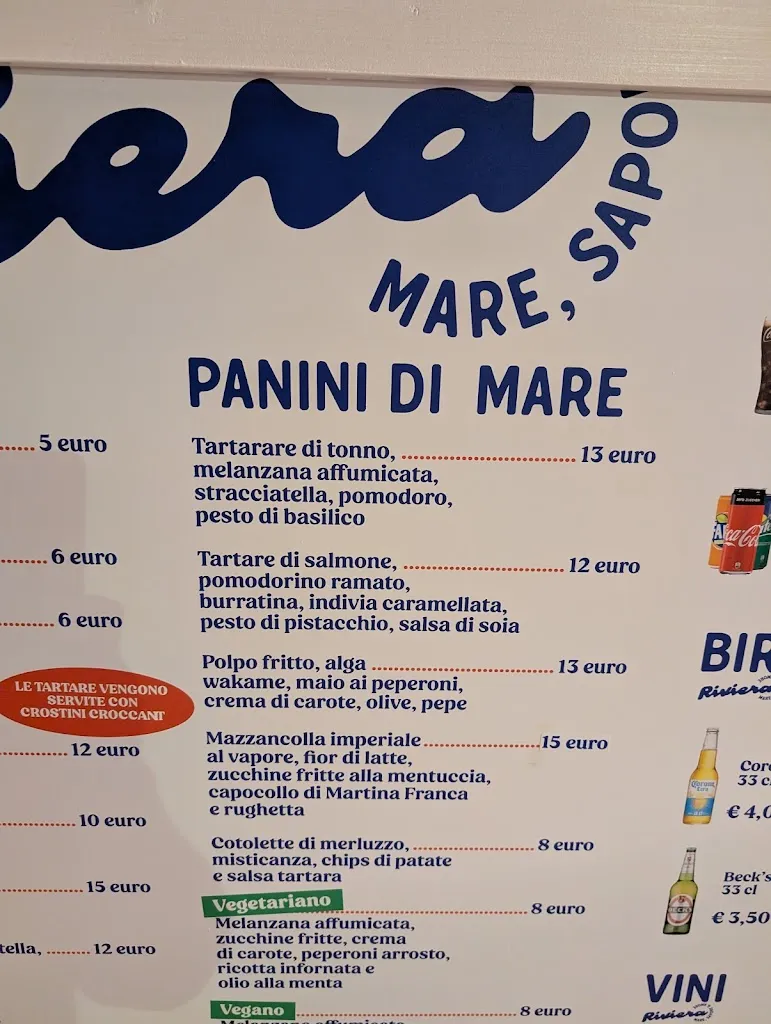 iera
MARE, SAPO
PANINI DI MARE
..... 5 euro
..... 6 euro
..... 6 euro
LE TARTARE VENGONO
SERVITE CON
CROSTINI CROCCANT
..... 12 euro
..... 10 euro
..... 15 euro
tella, ..... 12 euro
Tartarare di tonno, ..... 13 euro
melanzana affumicata,
stracciatella, pomodoro,
pesto di basilico
Tartare di salmone, ..... 12 euro
pomodorino ramato,
burratina, indivia caramellata,
pesto di pistacchio, salsa di soia
Polpo fritto, alga ..... 13 euro
wakame, maio ai peperoni,
crema di carote, olive, pepe
Mazzancolla imperiale ..... 15 euro
al vapore, fior di latte,
zucchine fritte alla mentuccia,
capocollo di Martina Franca
e rughetta
Cotolette di merluzzo, ..... 8 euro
misticanza, chips di patate
e salsa tartara
Vegetariano ..... 8 euro
Melanzana affumicata,
zucchine fritte, crema
di carote, peperoni arrosto,
ricotta infornata e
olio alla menta
Vegano ..... 8 euro
Melanzana affumicata
BIR
Riviera
Coro
33 c
€ 4,0
Beck's
33 cl
€ 3,50
VINI
Riviera